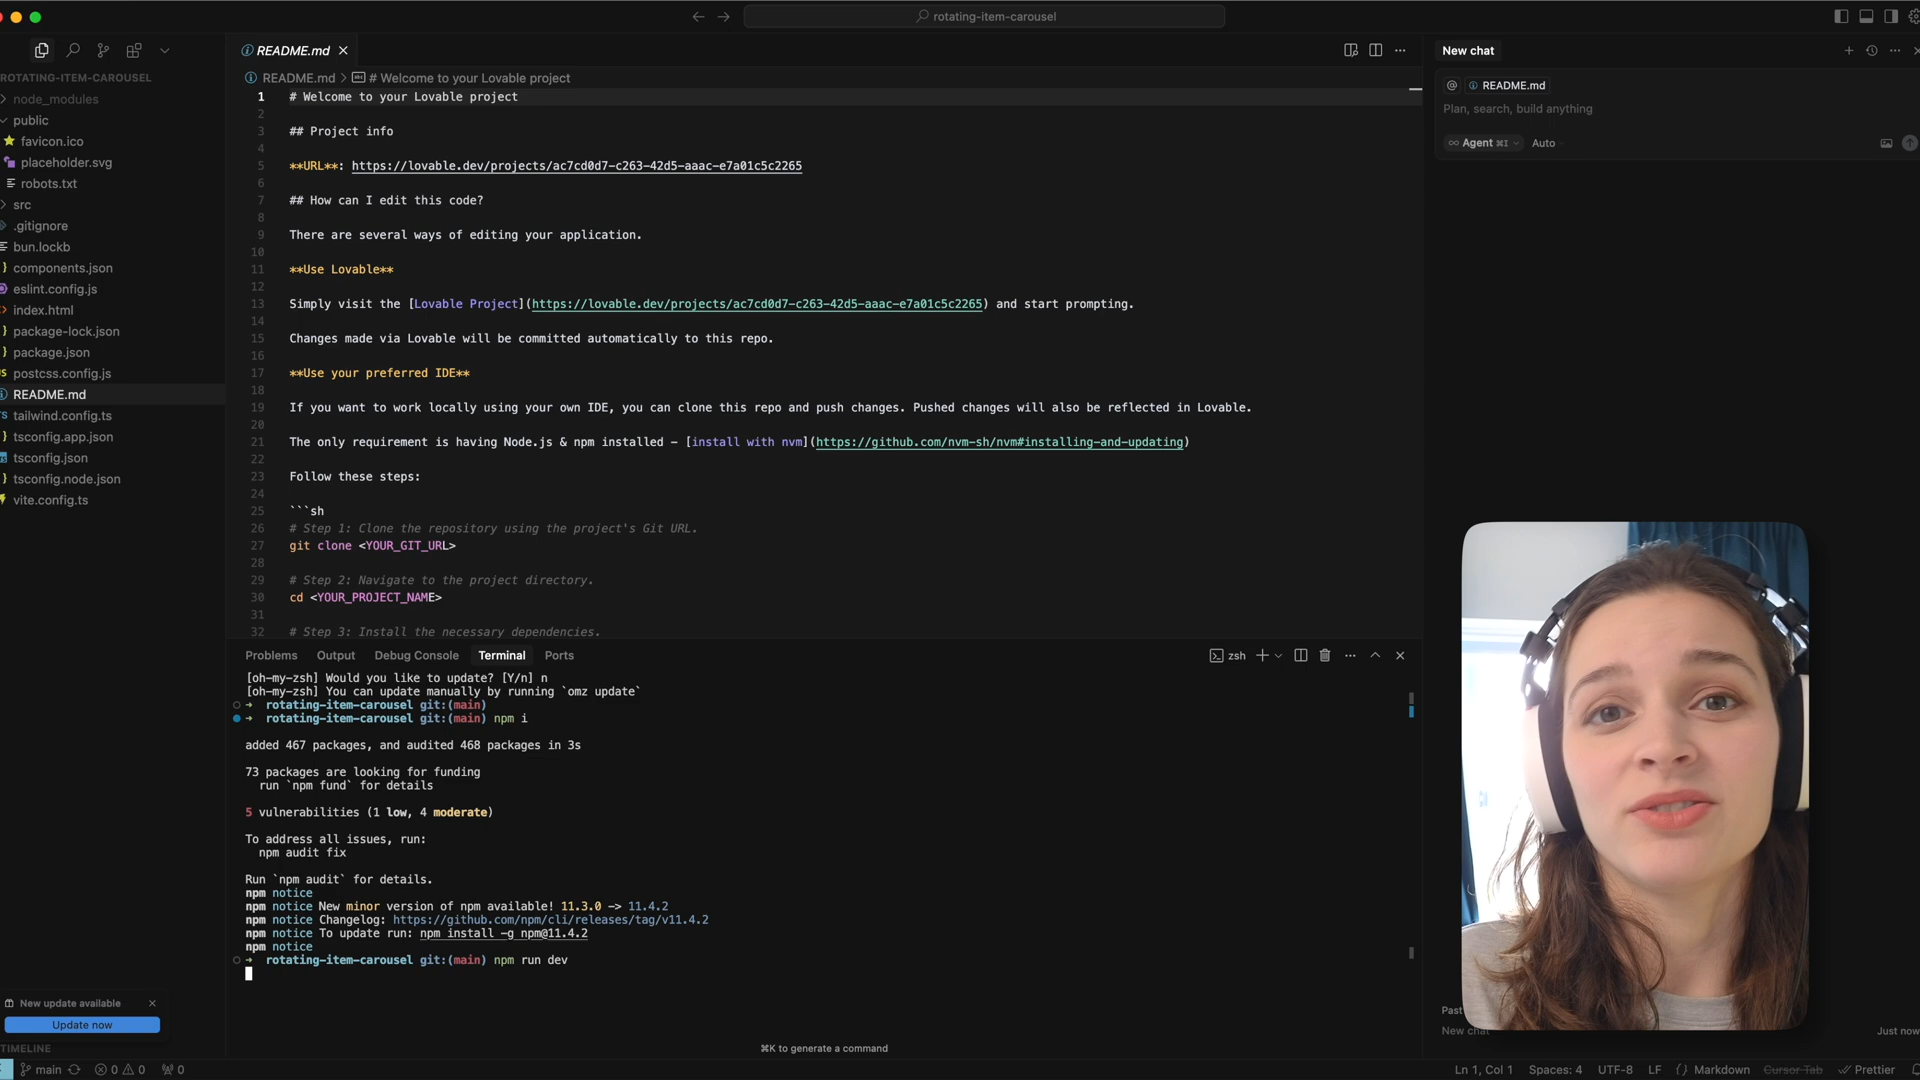 rotating-item-carousel
ROTATING-ITEM-CAROUSEL
node_modules
public
favicon.ico
placeholder.svg
robots.txt
src
.gitignore
bun.lockb
components.json
eslint.config.js
index.html
package-lock.json
package.json
postcss.config.js
README.md
tailwind.config.ts
tsconfig.app.json
tsconfig.json
tsconfig.node.json
vite.config.ts
New update available
Update now
TIMELINE
README.md
README.md > # Welcome to your Lovable project
1 # Welcome to your Lovable project
2
3 ## Project info
4
5 **URL**: https://lovable.dev/projects/ac7cd0d7-c263-42d5-aaac-e7a01c5c2265
6
7 ## How can I edit this code?
8
9 There are several ways of editing your application.
10
11 **Use Lovable**
12
13 Simply visit the [Lovable Project](https://lovable.dev/projects/ac7cd0d7-c263-42d5-aaac-e7a01c5c2265) and start prompting.
14
15 Changes made via Lovable will be committed automatically to this repo.
16
17 **Use your preferred IDE**
18
19 If you want to work locally using your own IDE, you can clone this repo and push changes. Pushed changes will also be reflected in Lovable.
20
21 The only requirement is having Node.js & npm installed - [install with nvm](https://github.com/nvm-sh/nvm#installing-and-updating)
22
23 Follow these steps:
24
25 ```sh
26 # Step 1: Clone the repository using the project's Git URL.
27 git clone <YOUR_GIT_URL>
28
29 # Step 2: Navigate to the project directory.
30 cd <YOUR_PROJECT_NAME>
31
32 # Step 3: Install the necessary dependencies.
Problems Output Debug Console Terminal Ports
zsh
[oh-my-zsh] Would you like to update? [Y/n] n
[oh-my-zsh] You can update manually by running `omz update`
➜ rotating-item-carousel git:(main)
➜ rotating-item-carousel git:(main) npm i
added 467 packages, and audited 468 packages in 3s
73 packages are looking for funding
run `npm fund` for details
5 vulnerabilities (1 low, 4 moderate)
To address all issues, run:
npm audit fix
Run `npm audit` for details.
npm notice
npm notice New minor version of npm available! 11.3.0 -> 11.4.2
npm notice Changelog: https://github.com/npm/cli/releases/tag/v11.4.2
npm notice To update run: npm install -g npm@11.4.2
npm notice
➜ rotating-item-carousel git:(main) npm run dev
⌘K to generate a command
New chat
@ README.md
Plan, search, build anything
∞ Agent ⌘I Auto
Past
New chat
Just now
main 0 0 0
Ln 1, Col 1 Spaces: 4 UTF-8 LF {} Markdown Cursor Tab Prettier